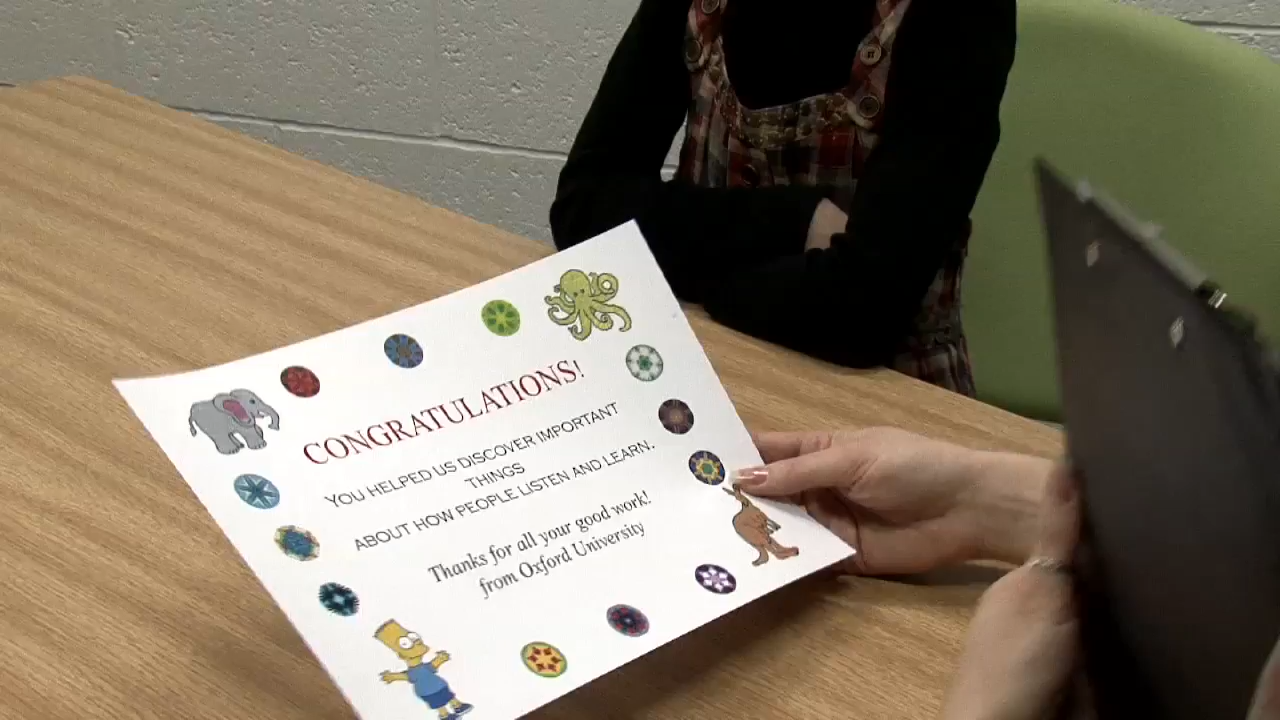 CONGRATULATIONS!
YOU HELPED US DISCOVER IMPORTANT
THINGS
ABOUT HOW PEOPLE LISTEN AND LEARN.
Thanks for all your good work!
from Oxford University